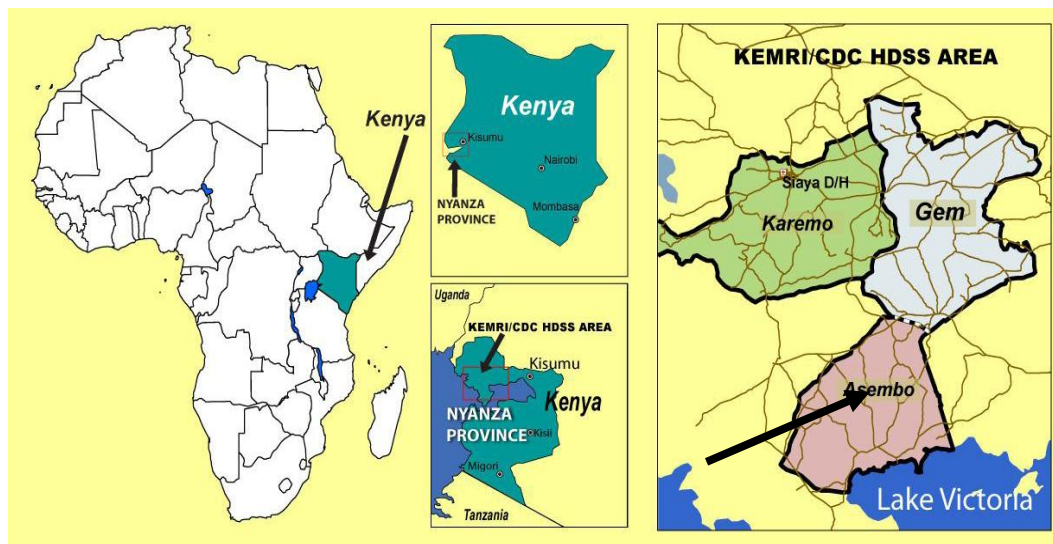 Kenya
Kenya
Kisumu
Nairobi
NYANZA
PROVINCE
Mombasa
Uganda
KEMRI/CDC HDSS AREA
Kisumu
Kenya
NYANZA
PROVINCE
Kisii
Migori
Tanzania
KEMRI/CDC HDSS AREA
Siaya D/H
Karemo
Gem
Asembo
Lake Victoria